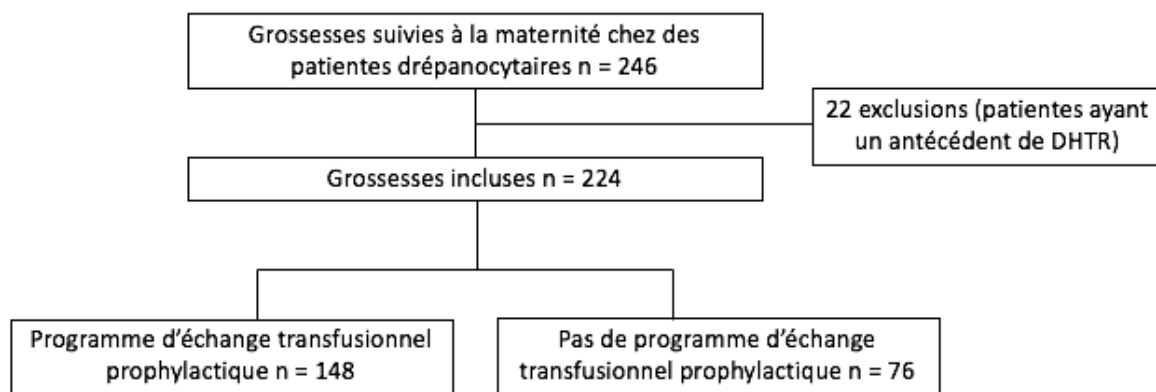 Grossesses suivies à la maternité chez des
patientes drépanocytaires n = 246
22 exclusions (patientes ayant
un antécédent de DHTR)
Grossesses incluses n = 224
Programme d’échange transfusionnel
prophylactique n = 148
Pas de programme d’échange
transfusionnel prophylactique n = 76